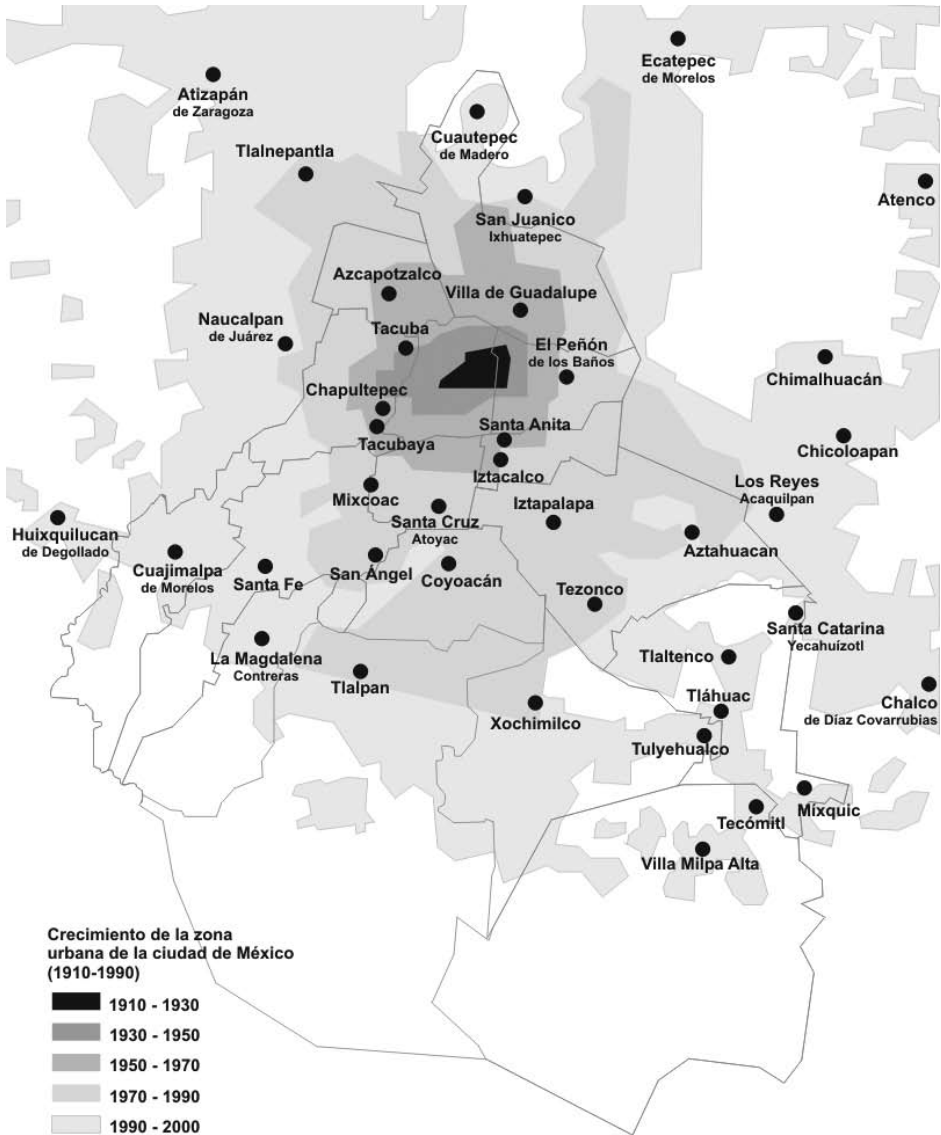 Ecatepec
de Morelos
Atizapán
de Zaragoza
Cuautepec
de Madero
Tlalnepantla
Atenco
San Juanico
Ixhuatepec
Azcapotzalco
Villa de Guadalupe
Naucalpan
de Juárez
Tacuba
El Peñón
de los Baños
Chimalhuacán
Chapultepec
Tacubaya
Santa Anita
Iztacalco
Chicoloapan
Los Reyes
Acaquilpan
Mixcoac
Santa Cruz
Atoyac
Iztapalapa
Huixquilucan
de Degollado
Aztahuacan
Cuajimalpa
de Morelos
Santa Fe
San Ángel
Coyoacán
Tezonco
Santa Catarina
Yecahuízotl
La Magdalena
Contreras
Tlalpan
Tlaltenco
Xochimilco
Tláhuac
Chalco
de Díaz Covarrubias
Tulyehualco
Míxquic
Tecómitl
Villa Milpa Alta
Crecimiento de la zona
urbana de la ciudad de México
(1910-1990)
1910 - 1930
1930 - 1950
1950 - 1970
1970 - 1990
1990 - 2000